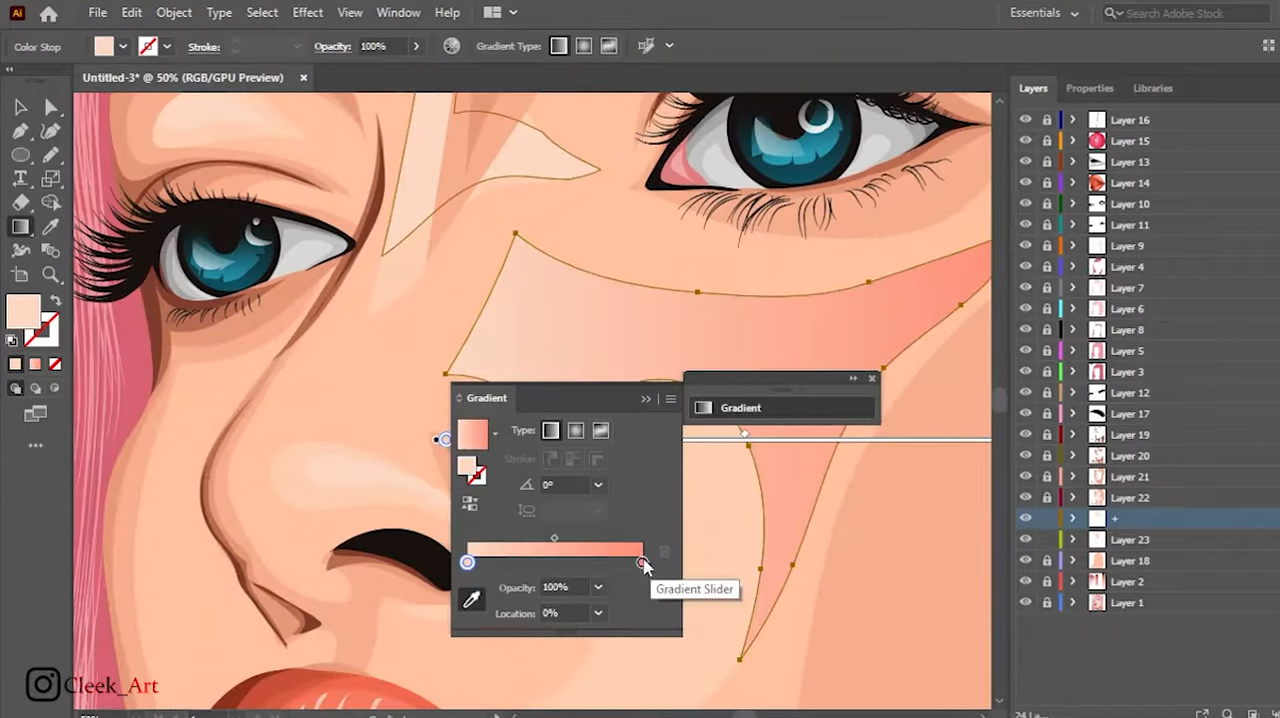 Ai File Edit Object Type Select Effect View Window Help Essentials Search Adobe Stock
Color Stop Stroke: Opacity: 100% Gradient Type:
Untitled-3* @ 50% (RGB/GPU Preview)
Layers Properties Libraries
Layer 16
Layer 15
Layer 13
Layer 14
Layer 10
Layer 11
Layer 9
Layer 4
Layer 7
Layer 6
Layer 8
Layer 5
Layer 3
Layer 12
Layer 17
Layer 19
Layer 20
Layer 21
Layer 22
+
Layer 23
Layer 18
Layer 2
Layer 1
Gradient
Type:
Stroke:
0°
Opacity: 100%
Location: 0%
Gradient
Gradient Slider
Cleek_Art